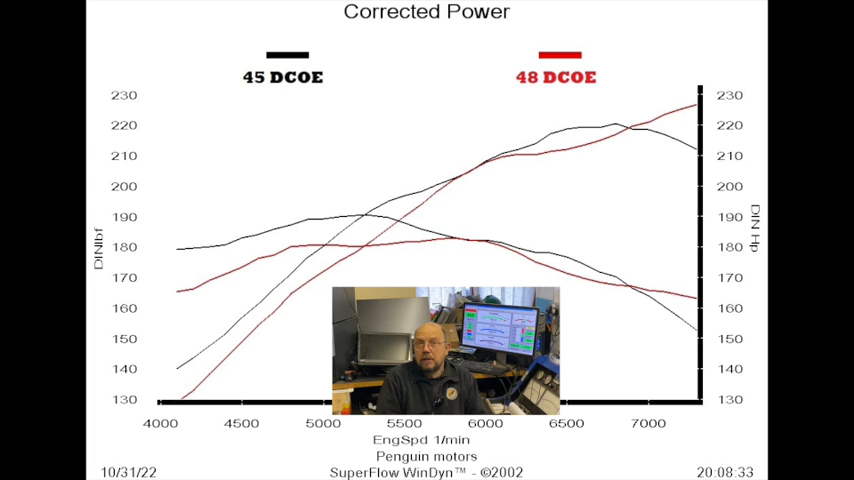 Corrected Power
45 DCOE
48 DCOE
230 230
220 220
210 210
200 200
190 190
180 180
170 170
160 160
150 150
140 140
130 130
DINlbf
DIN Hp
4000 4500 5000 5500 6000 6500 7000
EngSpd 1/min
Penguin motors
10/31/22 SuperFlow WinDyn™ - ©2002 20:08:33